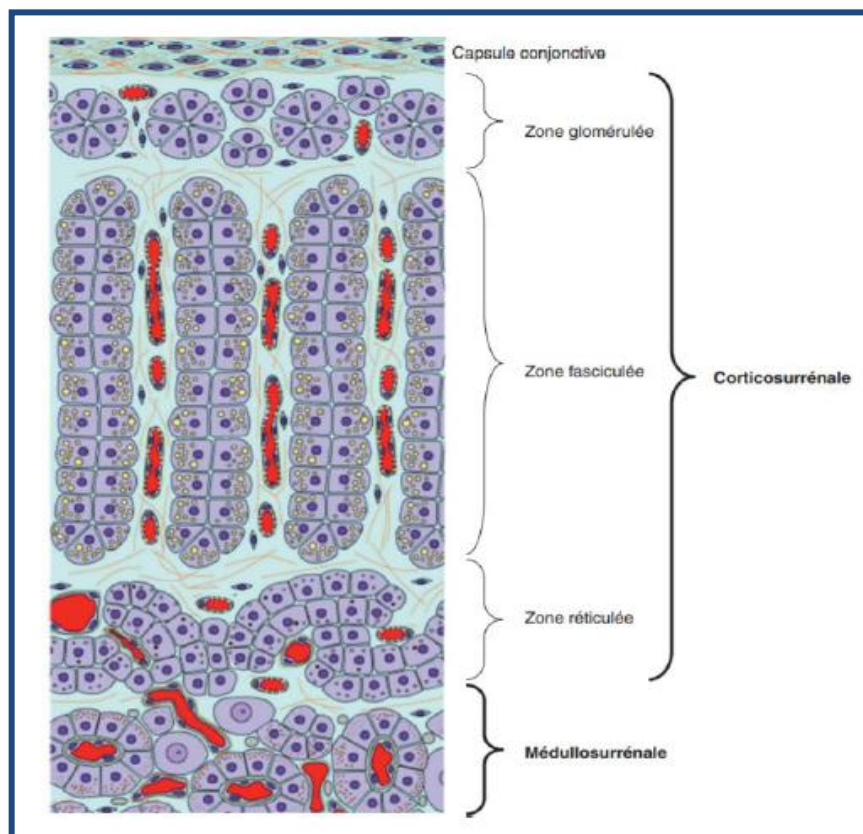 Capsule conjonctive
Zone glomérulée
Zone fasciculée
Corticosurrénale
Zone réticulée
Médullosurrénale